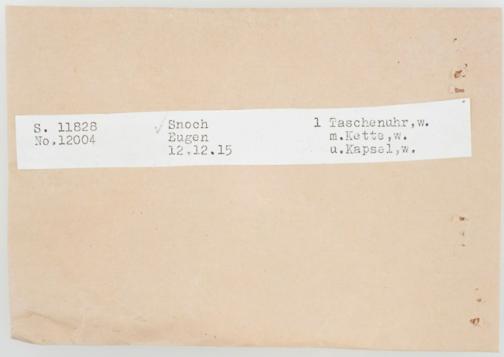 S. 11828 Snoch 1 Taschenuhr,w.
No.12004 Eugen m.Kette,w.
12.12.15 u.Kapsel,w.